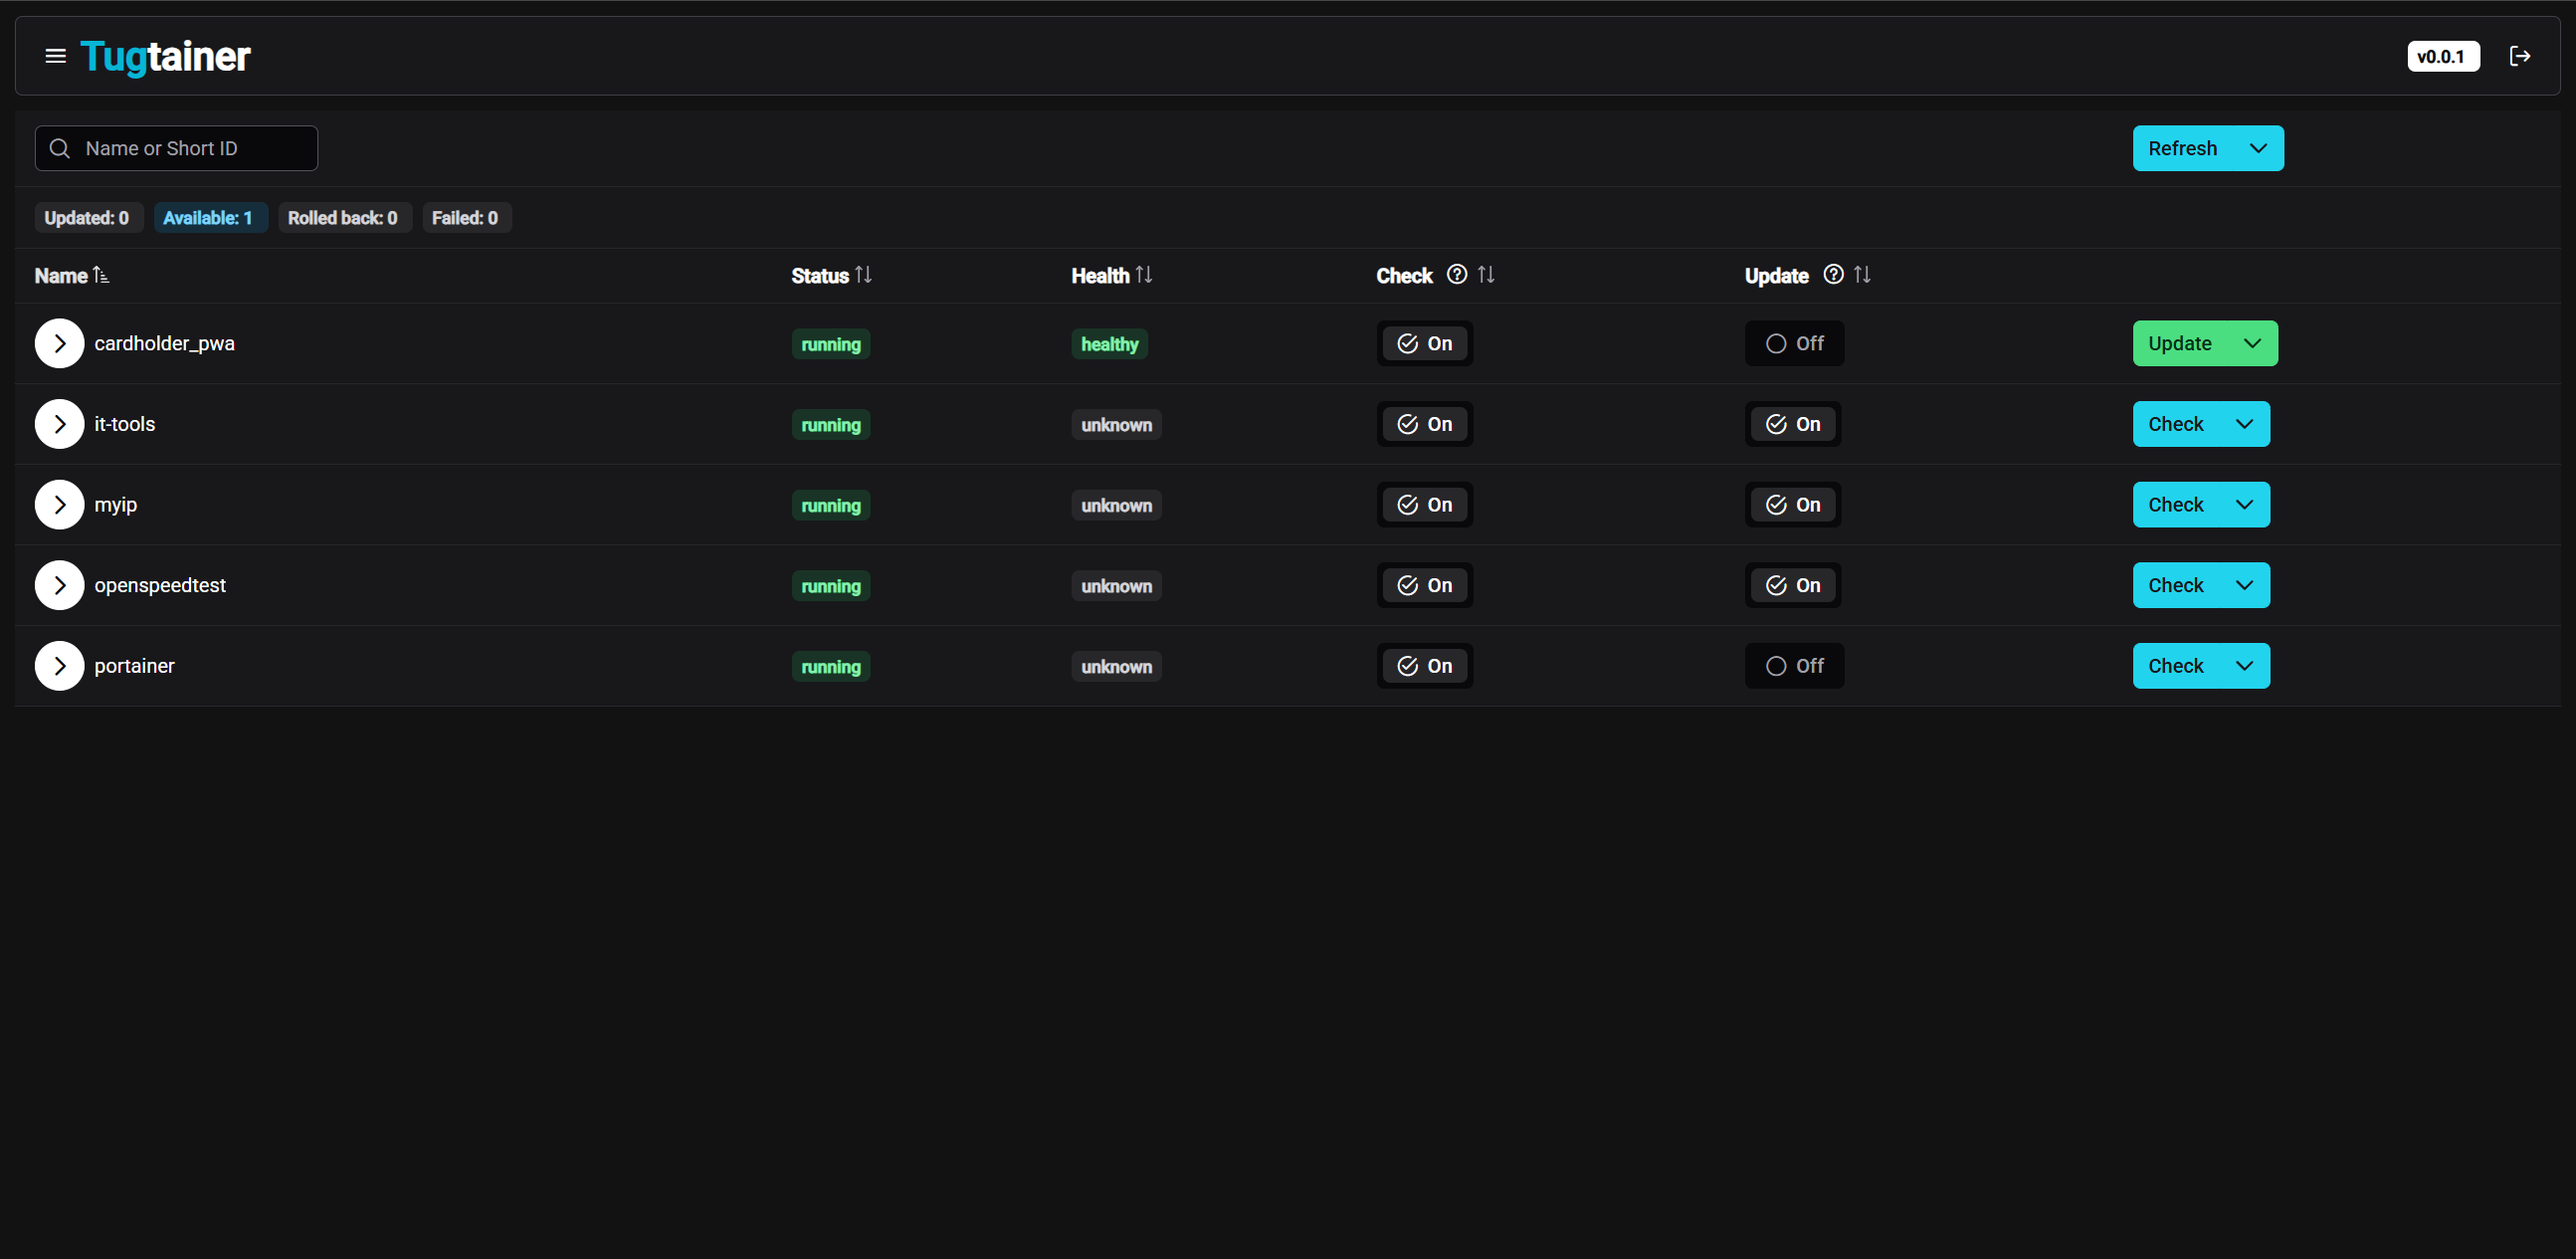 Tugtainer v0.0.1
Name or Short ID Refresh
Updated: 0 Available: 1 Rolled back: 0 Failed: 0
Name Status Health Check Update
cardholder_pwa running healthy On Off Update
it-tools running unknown On On Check
myip running unknown On On Check
openspeedtest running unknown On On Check
portainer running unknown On Off Check